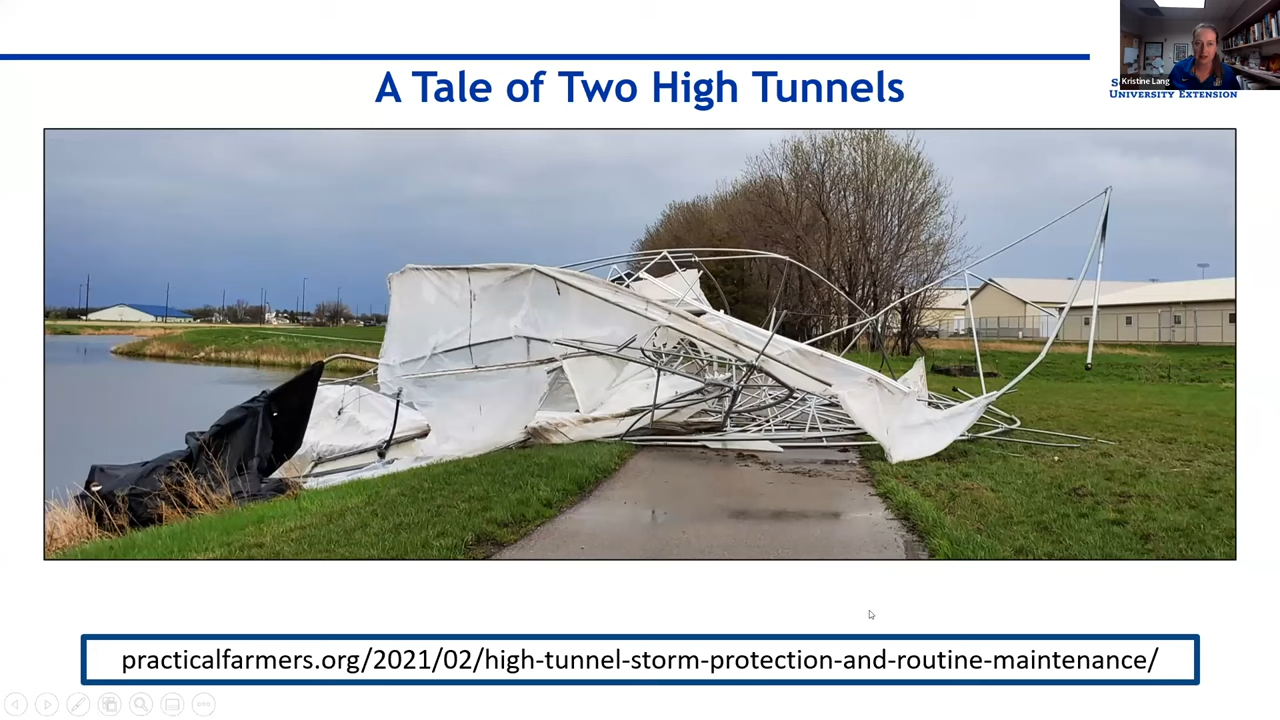 A Tale of Two High Tunnels
Kristine Lang
UNIVERSITY EXTENSION
practicalfarmers.org/2021/02/high-tunnel-storm-protection-and-routine-maintenance/